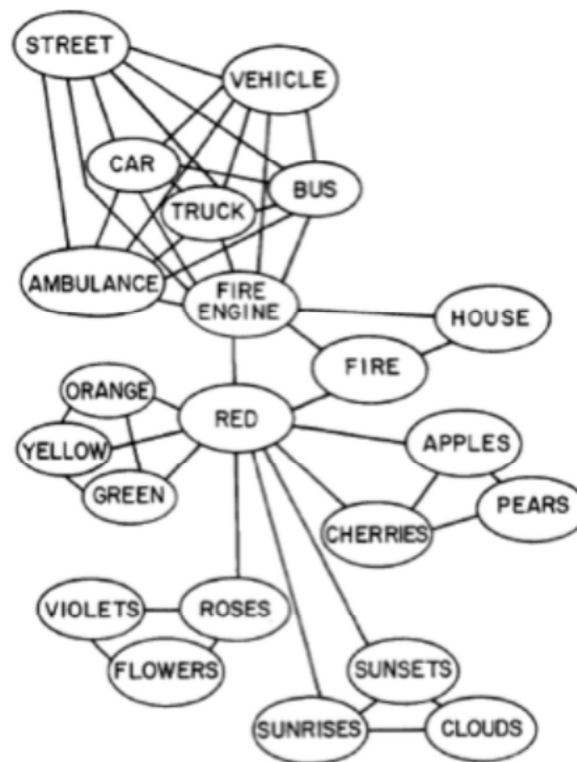 STREET
VEHICLE
CAR
BUS
TRUCK
AMBULANCE
FIRE
ENGINE
HOUSE
FIRE
ORANGE
RED
YELLOW
APPLES
GREEN
PEARS
CHERRIES
VIOLETS
ROSES
FLOWERS
SUNSETS
SUNRISES
CLOUDS